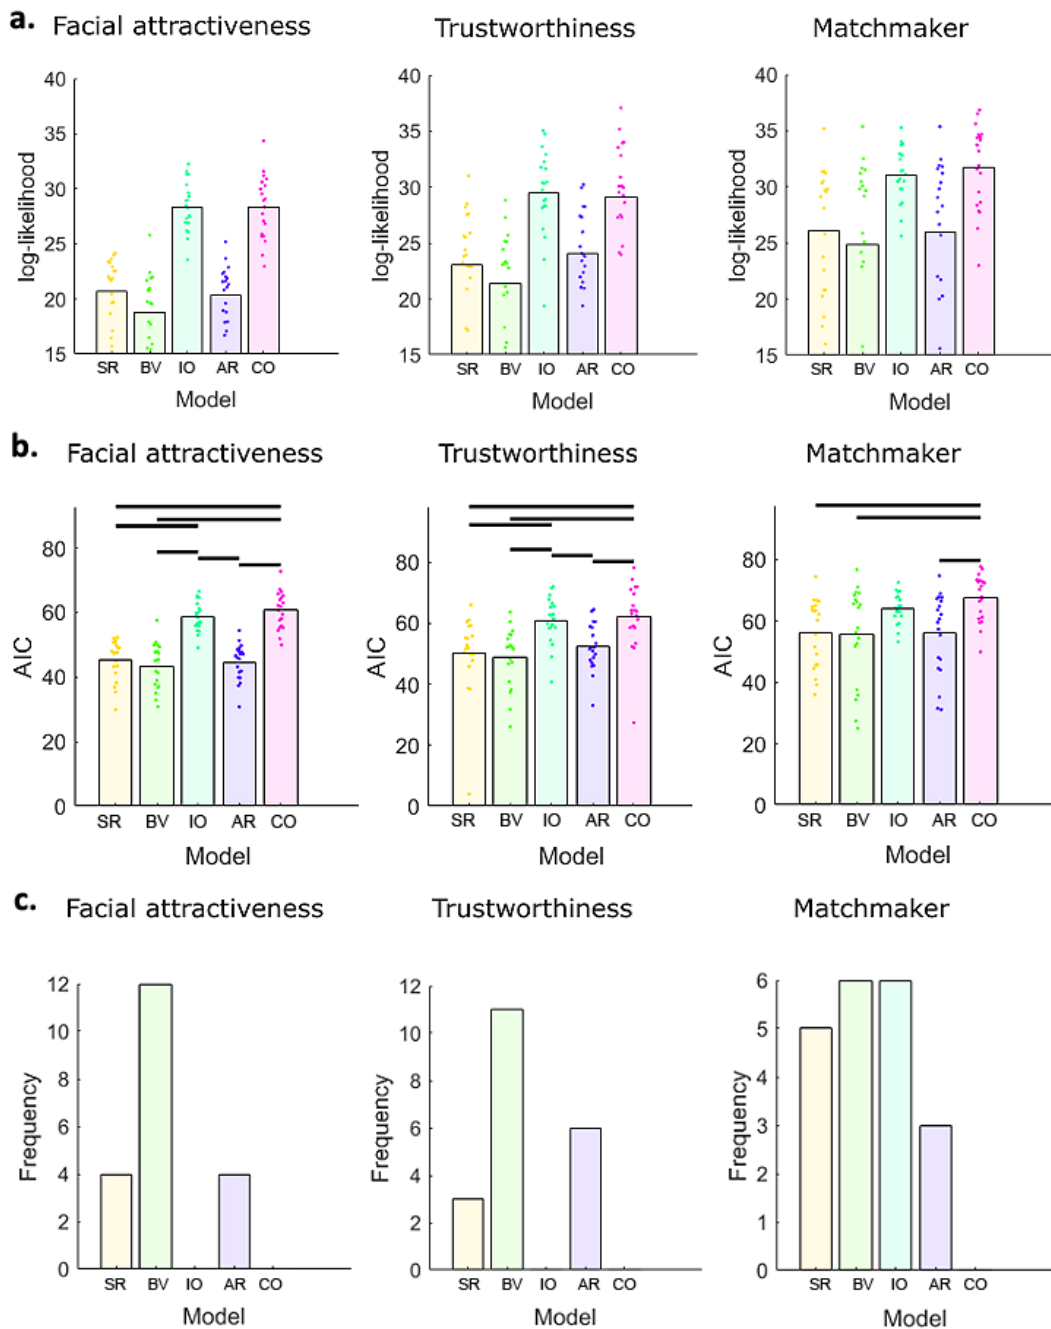 a. Facial attractiveness Trustworthiness Matchmaker
40 40 40
35 35 35
30 30 30
25 25 25
20 20 20
15 15 15
log-likelihood log-likelihood log-likelihood
SR BV IO AR CO SR BV IO AR CO SR BV IO AR CO
Model Model Model
b. Facial attractiveness Trustworthiness Matchmaker
80 80 80
60 60 60
40 40 40
20 20 20
0 0 0
AIC AIC AIC
SR BV IO AR CO SR BV IO AR CO SR BV IO AR CO
Model Model Model
c. Facial attractiveness Trustworthiness Matchmaker
12 12 6
10 10 5
8 8 4
6 6 3
4 4 2
2 2 1
0 0 0
Frequency Frequency Frequency
SR BV IO AR CO SR BV IO AR CO SR BV IO AR CO
Model Model Model